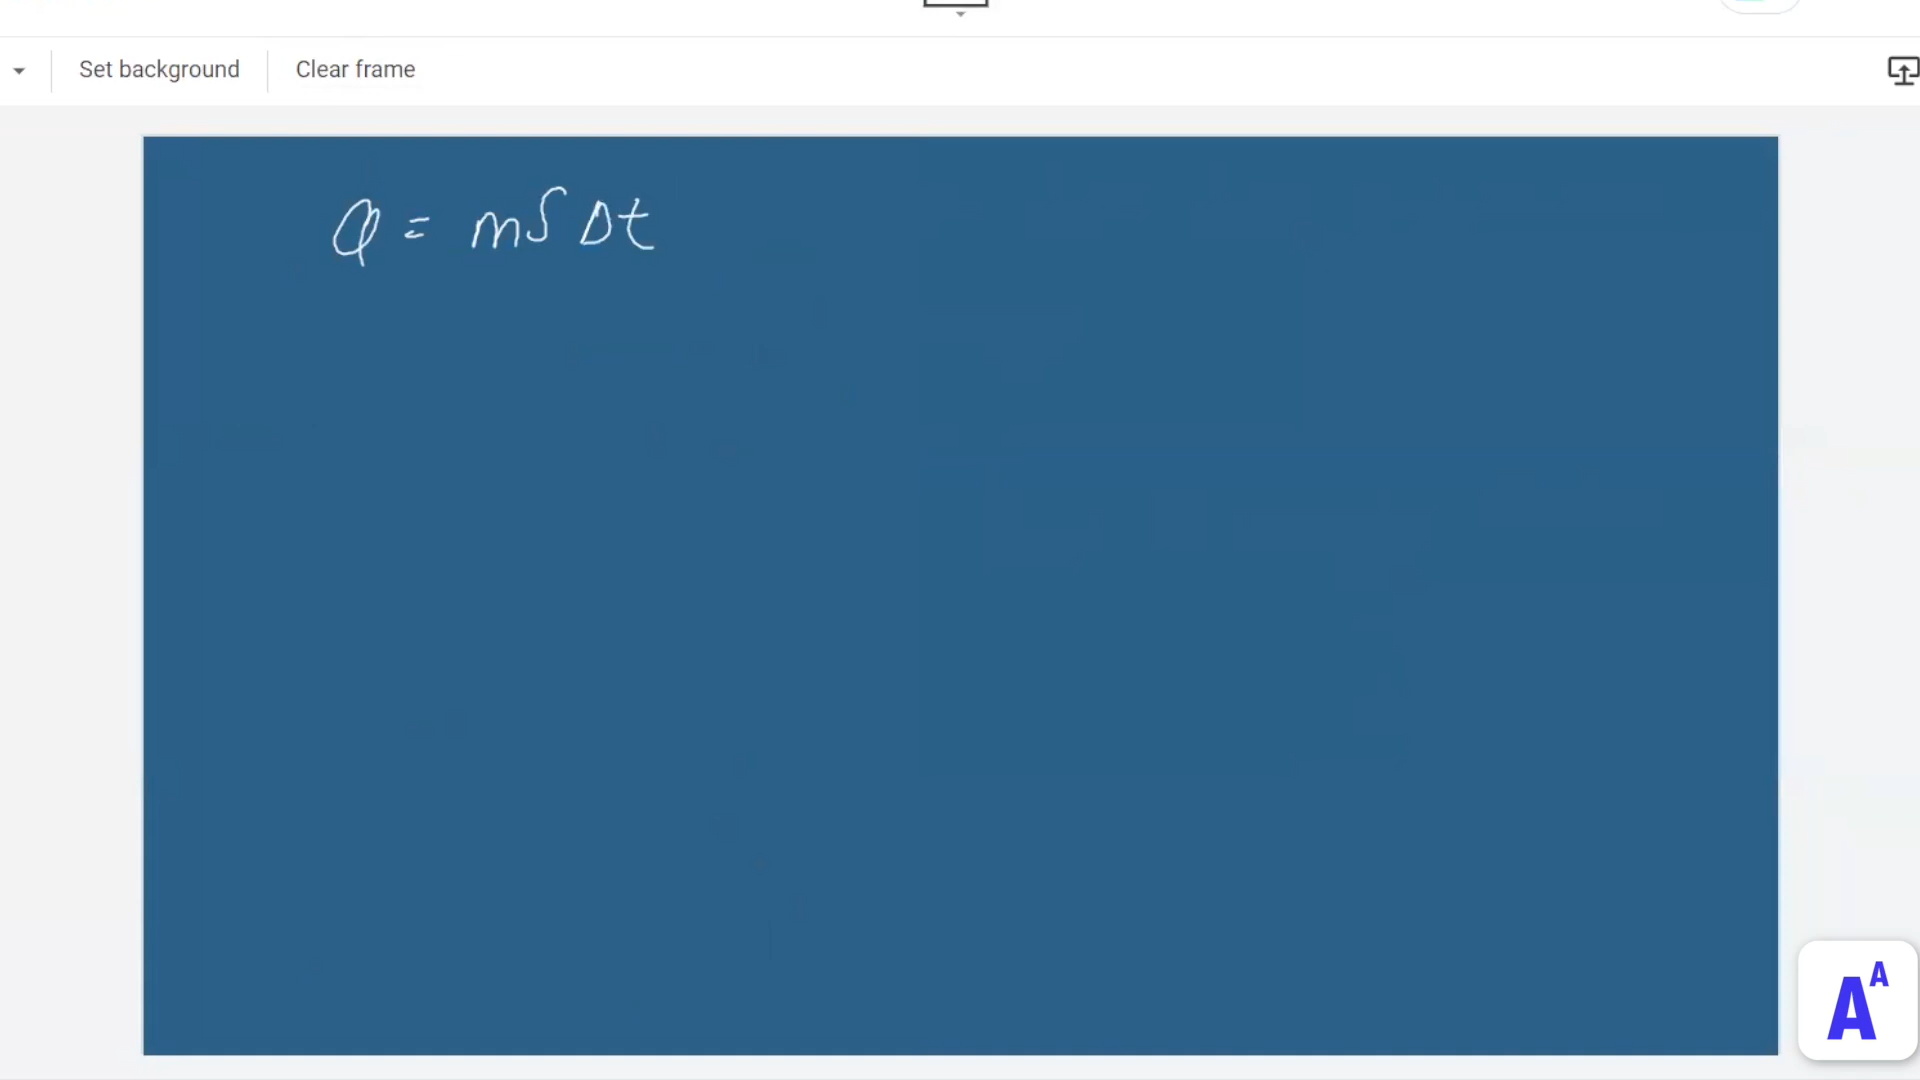 Set background
Clear frame
Q = mS Δt
A A